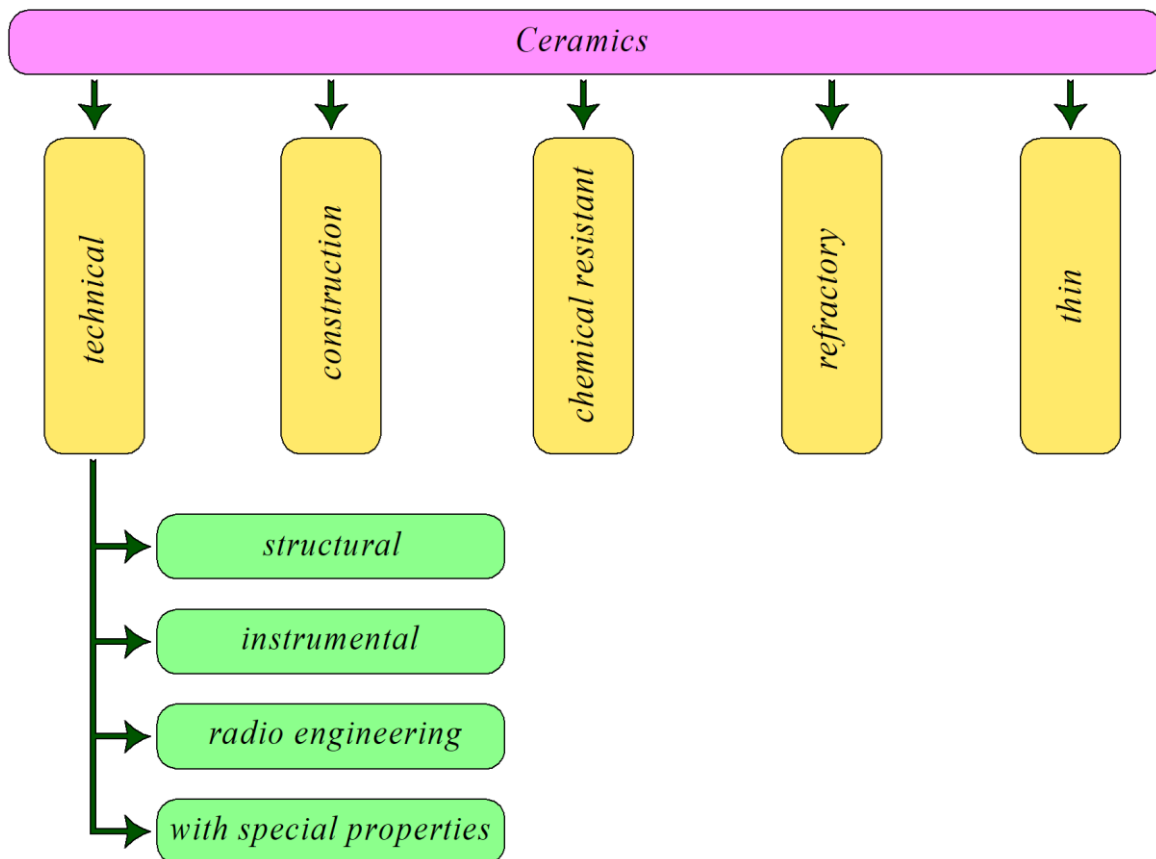 Ceramics
technical
construction
chemical resistant
refractory
thin
structural
instrumental
radio engineering
with special properties